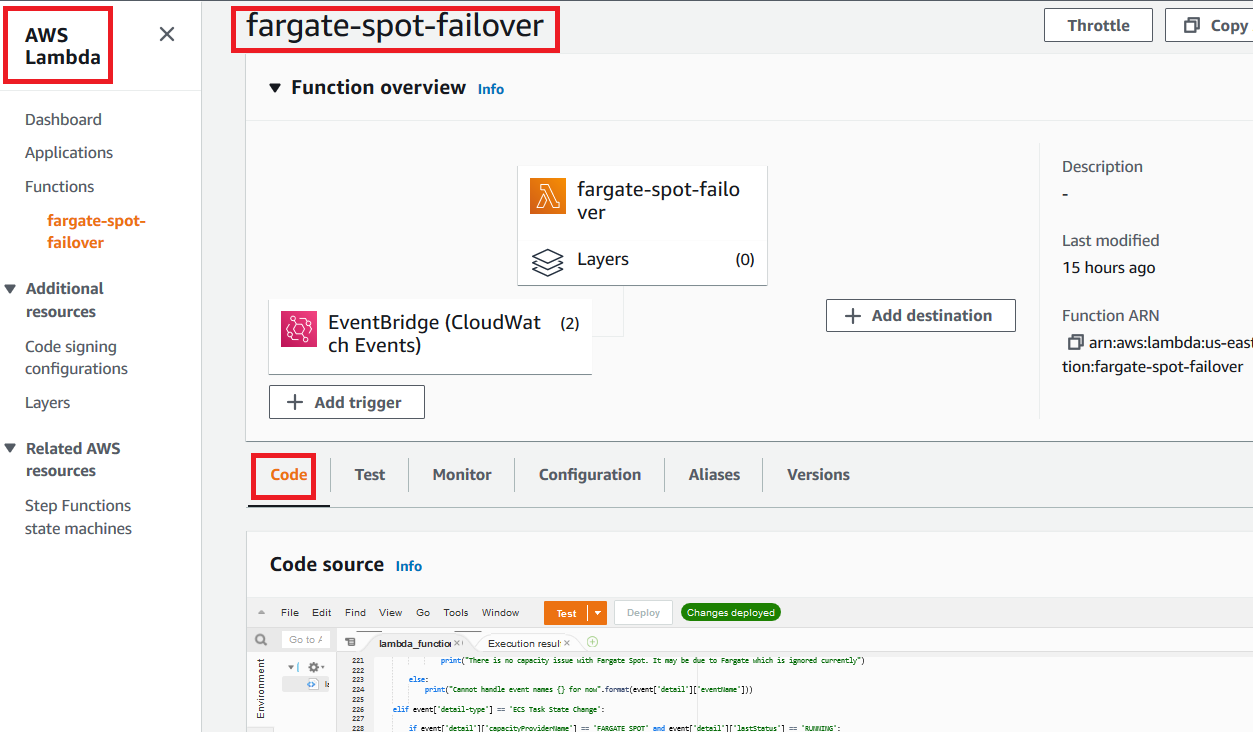 AWS
Lambda
Dashboard
Applications
Functions
fargate-spot-
failover
Additional
resources
Code signing
configurations
Layers
Related AWS
resources
Step Functions
state machines
fargate-spot-failover
Throttle
Copy
Function overview Info
fargate-spot-failo
ver
Layers (0)
EventBridge (CloudWat (2)
ch Events)
Add trigger
Add destination
Description
-
Last modified
15 hours ago
Function ARN
arn:aws:lambda:us-east
tion:fargate-spot-failover
Code Test Monitor Configuration Aliases Versions
Code source Info
File Edit Find View Go Tools Window Test Deploy Changes deployed
Go to lambda_function Execution result
Environment
221 print("There is no capacity issue with Fargate Spot. It may be due to Fargate which is ignored currently")
222
223 else:
224 print("Cannot handle event names {} for now".format(event['detail']['eventName']))
225
226 elif event['detail-type'] == 'ECS Task State Change':
227
228 if event['detail']['capacityProviderName'] == 'FARGATE_SPOT' and event['detail']['lastStatus'] == 'RUNNING':